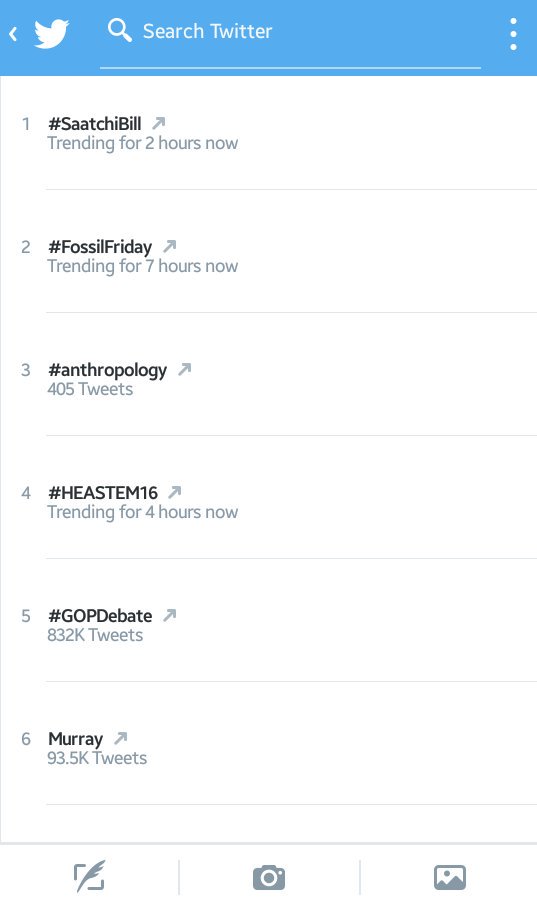 Search Twitter
1 #SaatchiBill
Trending for 2 hours now
2 #FossilFriday
Trending for 7 hours now
3 #anthropology
405 Tweets
4 #HEASTEM16
Trending for 4 hours now
5 #GOPDebate
832K Tweets
6 Murray
93.5K Tweets